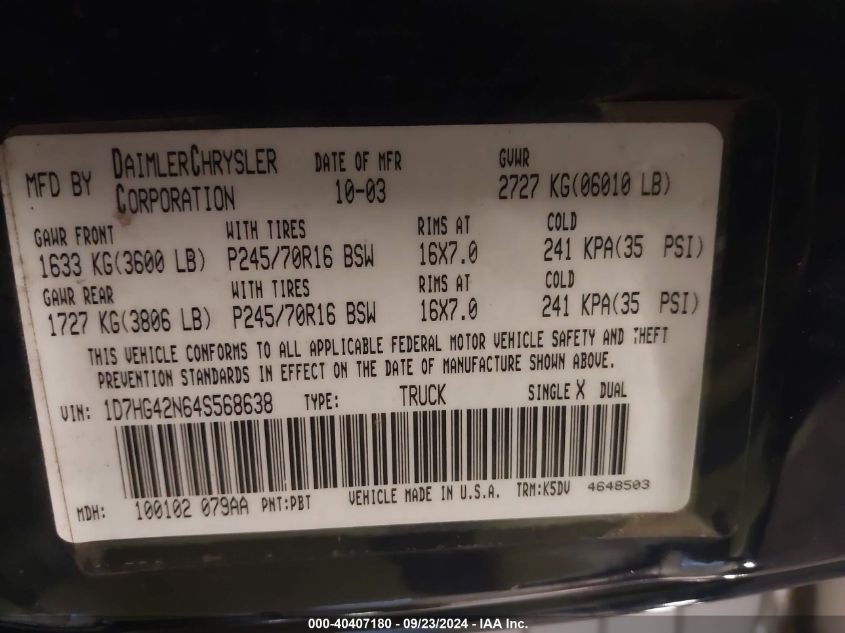 MFD BY DAIMLERCHRYSLER CORPORATION DATE OF MFR 10-03 GVWR 2727 KG(06010 LB)
GAWR FRONT WITH TIRES RIMS AT COLD
1633 KG(3600 LB) P245/70R16 BSW 16X7.0 241 KPA(35 PSI)
GAWR REAR WITH TIRES RIMS AT COLD
1727 KG(3806 LB) P245/70R16 BSW 16X7.0 241 KPA(35 PSI)
THIS VEHICLE CONFORMS TO ALL APPLICABLE FEDERAL MOTOR VEHICLE SAFETY AND THEFT
PREVENTION STANDARDS IN EFFECT ON THE DATE OF MANUFACTURE SHOWN ABOVE.
VIN: 1D7HG42N64S568638 TYPE: TRUCK SINGLE X DUAL
MDH: 100102 079AA PNT:PBT VEHICLE MADE IN U.S.A. TRM:K5DV 4648503
000-40407180 - 09/23/2024 - IAA Inc.